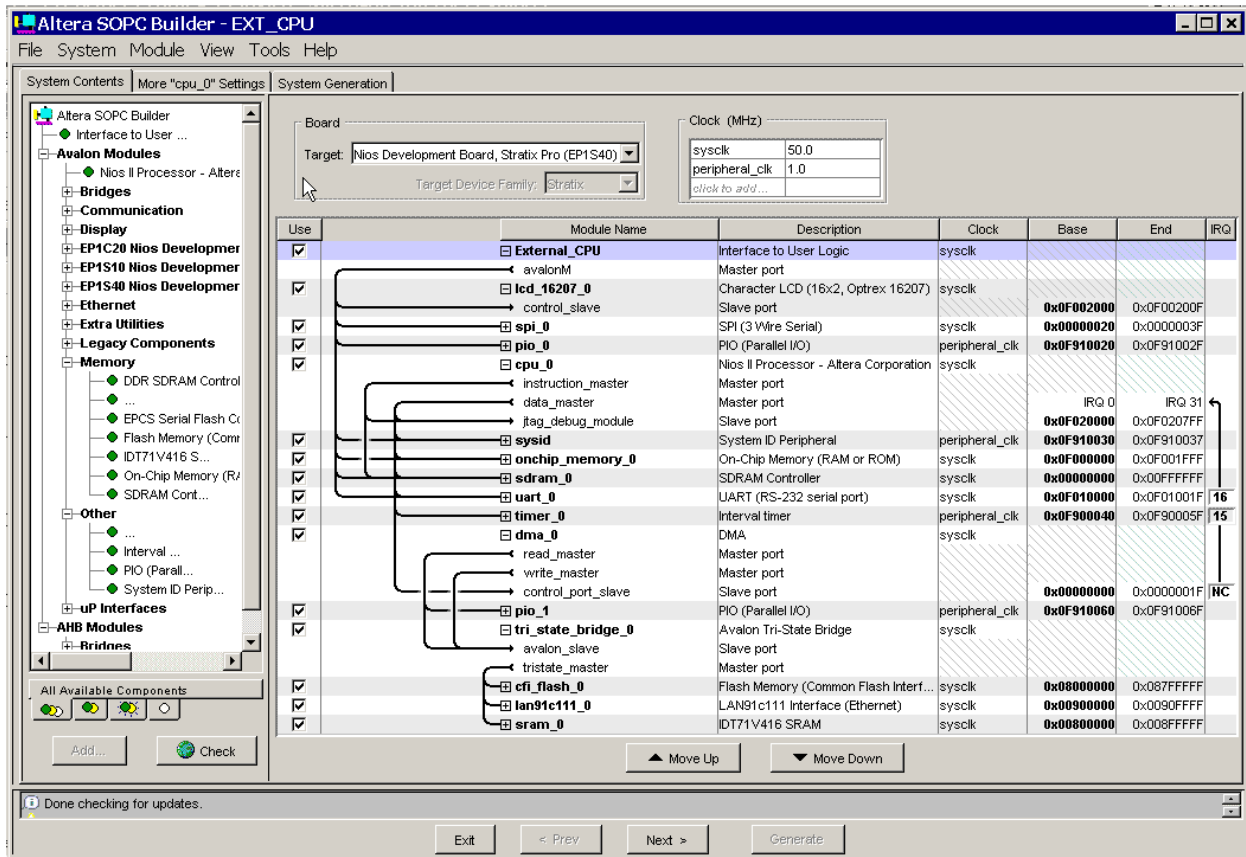 Altera SOPC Builder - EXT_CPU
File System Module View Tools Help
System Contents More "cpu_0" Settings System Generation
Altera SOPC Builder
Interface to User ...
Avalon Modules
Nios II Processor - Altera
Bridges
Communication
Display
EP1C20 Nios Developmer
EP1S10 Nios Developmer
EP1S40 Nios Developmer
Ethernet
Extra Utilities
Legacy Components
Memory
DDR SDRAM Control
...
EPCS Serial Flash Co
Flash Memory (Comr
IDT71V416 S...
On-Chip Memory (RA
SDRAM Cont...
Other
...
Interval ...
PIO (Parall...
System ID Perip...
uP Interfaces
AHB Modules
Bridges
All Available Components
Add... Check
Board
Target: Nios Development Board, Stratix Pro (EP1S40)
Target Device Family: Stratix
Clock (MHz)
sysclk 50.0
peripheral_clk 1.0
click to add...
Use Module Name Description Clock Base End IRQ
External_CPU Interface to User Logic sysclk
avalonM Master port
lcd_16207_0 Character LCD (16x2, Optrex 16207) sysclk
control_slave Slave port 0x0F002000 0x0F00200F
spi_0 SPI (3 Wire Serial) sysclk 0x00000020 0x0000003F
pio_0 PIO (Parallel I/O) peripheral_clk 0x0F910020 0x0F91002F
cpu_0 Nios II Processor - Altera Corporation sysclk
instruction_master Master port
data_master Master port IRQ 0 IRQ 31
jtag_debug_module Slave port 0x0F020000 0x0F0207FF
sysid System ID Peripheral peripheral_clk 0x0F910030 0x0F910037
onchip_memory_0 On-Chip Memory (RAM or ROM) sysclk 0x0F000000 0x0F001FFF
sdram_0 SDRAM Controller sysclk 0x00000000 0x00FFFFFF
uart_0 UART (RS-232 serial port) sysclk 0x0F010000 0x0F01001F 16
timer_0 Interval timer peripheral_clk 0x0F900040 0x0F90005F 15
dma_0 DMA sysclk
read_master Master port
write_master Master port
control_port_slave Slave port 0x00000000 0x0000001F NC
pio_1 PIO (Parallel I/O) peripheral_clk 0x0F910060 0x0F91006F
tri_state_bridge_0 Avalon Tri-State Bridge sysclk
avalon_slave Slave port
tristate_master Master port
cfi_flash_0 Flash Memory (Common Flash Interf... sysclk 0x08000000 0x087FFFFF
lan91c111_0 LAN91c111 Interface (Ethernet) sysclk 0x00900000 0x0090FFFF
sram_0 IDT71V416 SRAM sysclk 0x00800000 0x008FFFFF
Move Up Move Down
Done checking for updates.
Exit < Prev Next > Generate